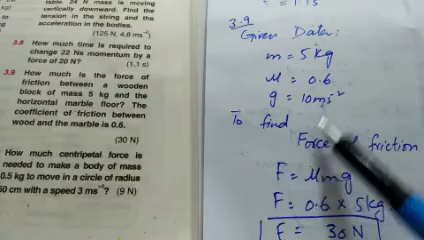 table. 24 N mass is moving
vertically downward. Find the
tension in the string and the
acceleration in the bodies.
(125 N, 4.8 ms⁻²)
3.8 How much time is required to
change 22 Ns momentum by a
force of 20 N?
(1.1 s)
3.9 How much is the force of
friction between a wooden
block of mass 5 kg and the
horizontal marble floor? The
coefficient of friction between
wood and the marble is 0.6.
(30 N)
How much centripetal force is
needed to make a body of mass
0.5 kg to move in a circle of radius
50 cm with a speed 3 ms⁻¹? (9 N)
3.9
Given Data:
m = 5 kg
μ = 0.6
g = 10ms⁻²
To find
Force friction
F = μmg
F = 0.6 × 5kg
F = 30 N